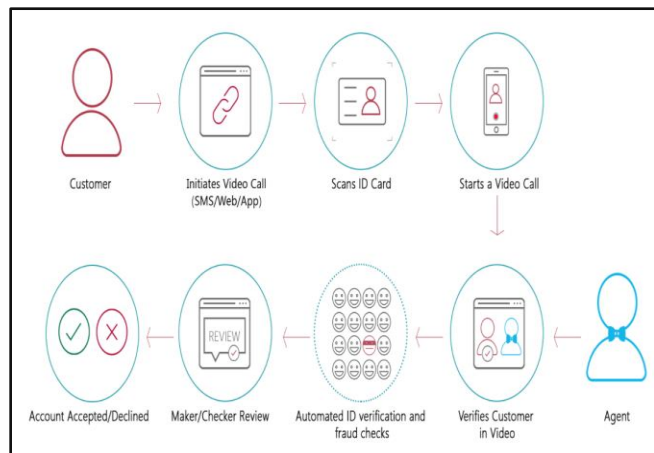 Customer
Initiates Video Call
(SMS/Web/App)
Scans ID Card
Starts a Video Call
REVIEW
Account Accepted/Declined
Maker/Checker Review
Automated ID verification and
fraud checks
Verifies Customer
in Video
Agent